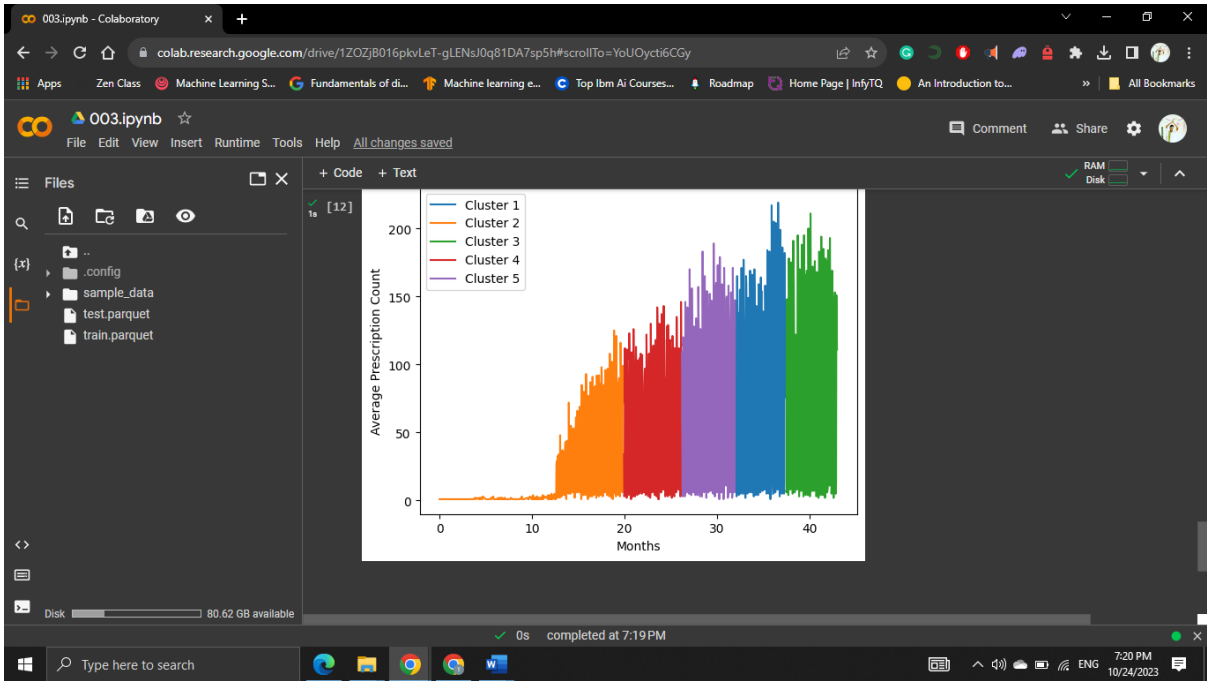 003.ipynb - Colaboratory
colab.research.google.com/drive/1ZOZjB016pkvLeT-gLENsJ0q81DA7sp5h#scrollTo=YoUOycti6CGy
Apps Zen Class Machine Learning S... Fundamentals of di... Machine learning e... Top Ibm Ai Courses... Roadmap Home Page | InfyTQ An Introduction to... » All Bookmarks
003.ipynb
Comment Share
File Edit View Insert Runtime Tools Help All changes saved
Files
+ Code + Text
RAM
Disk
[12]
1s
{x}
..
.config
sample_data
test.parquet
train.parquet
Cluster 1
Cluster 2
Cluster 3
Cluster 4
Cluster 5
Average Prescription Count
200
150
100
50
0
0 10 20 30 40
Months
Disk 80.62 GB available
0s completed at 7:19 PM
Type here to search
ENG
7:20 PM
10/24/2023